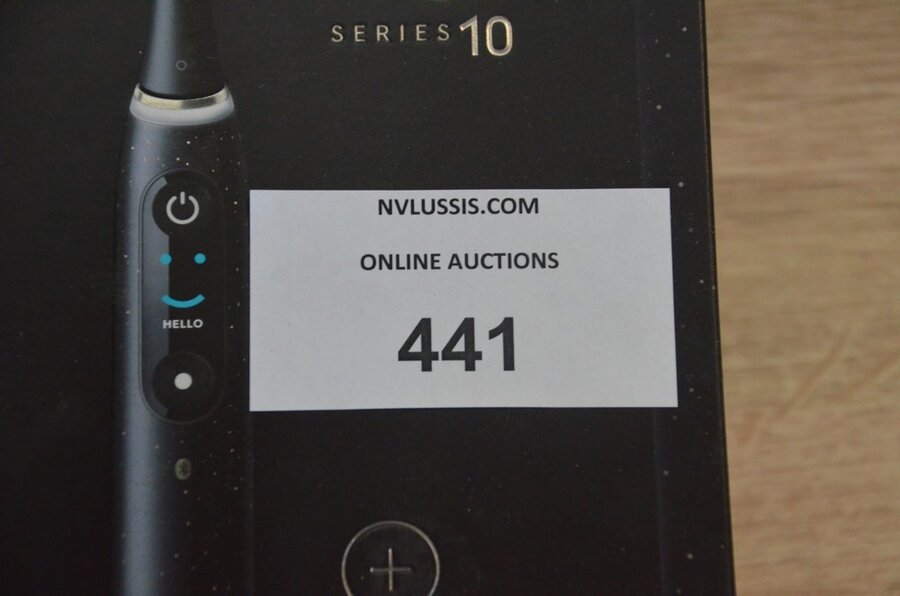 SERIES 10
NVLUSSIS.COM
ONLINE AUCTIONS
441
HELLO